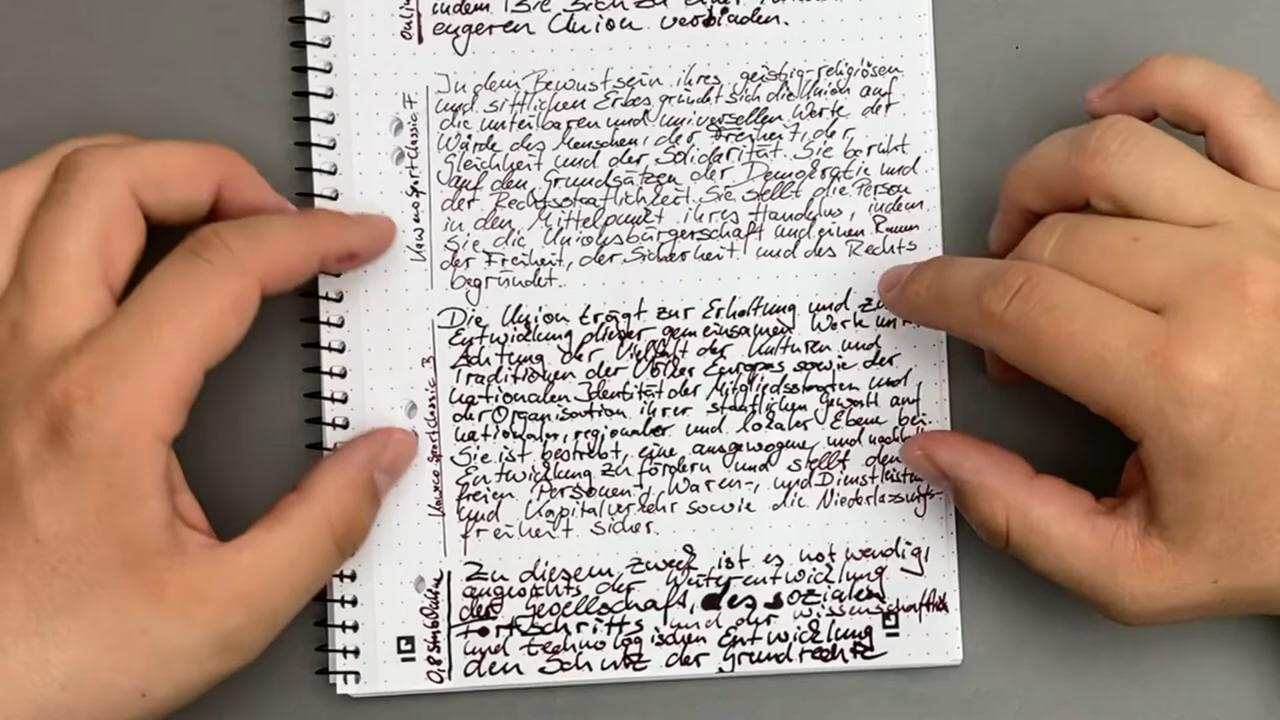 indem Sie sich zu einer immer
engeren Union verbinden.
In dem Bewustsein ihres geistig-religiösen
und sittlichen Erbes gründet sich die Union auf
die unteilbaren und universellen Werte der
Würde des Menschen, der Freiheit, der
Gleichheit und der Solidarität. Sie beruht
auf den Grundsätzen der Demokratie und
der Rechtsstaatlichkeit. Sie stellt die Person
in den Mittelpunkt ihres Handelns, indem
Sie die Unionsbürgerschaft und einen Raum
der Freiheit, der Sicherheit und des Rechts
begründet.
Die Union trägt zur Erhaltung und zur
Entwicklung dieser gemeinsamen Werte unter
Achtung der Vielfalt der Kulturen und
Traditionen der Völker Europas sowie der
nationalen Identität der Mitgliedsstaaten und
der Organisation ihrer staatlichen Gewalt auf
nationaler, regionaler und lokaler Ebene bei.
Sie ist bestrebt, eine ausgewogene und
Entwicklung zu fördern und stellt den
freien Personen-, Waren-, und Dienstleistungs
und Kapitalverkehr sowie die Niederlassungs-
freiheit sicher.
Zu diesem Zweck ist es notwendig,
angesichts der Weiterentwicklung
der Gesellschaft, des sozialen
Fortschritts und der wissenschaftlich
und technologischen Entwicklung
den Schutz der Grundrechte
Kaweco sport classic F
Kaweco sport classic B
0,8